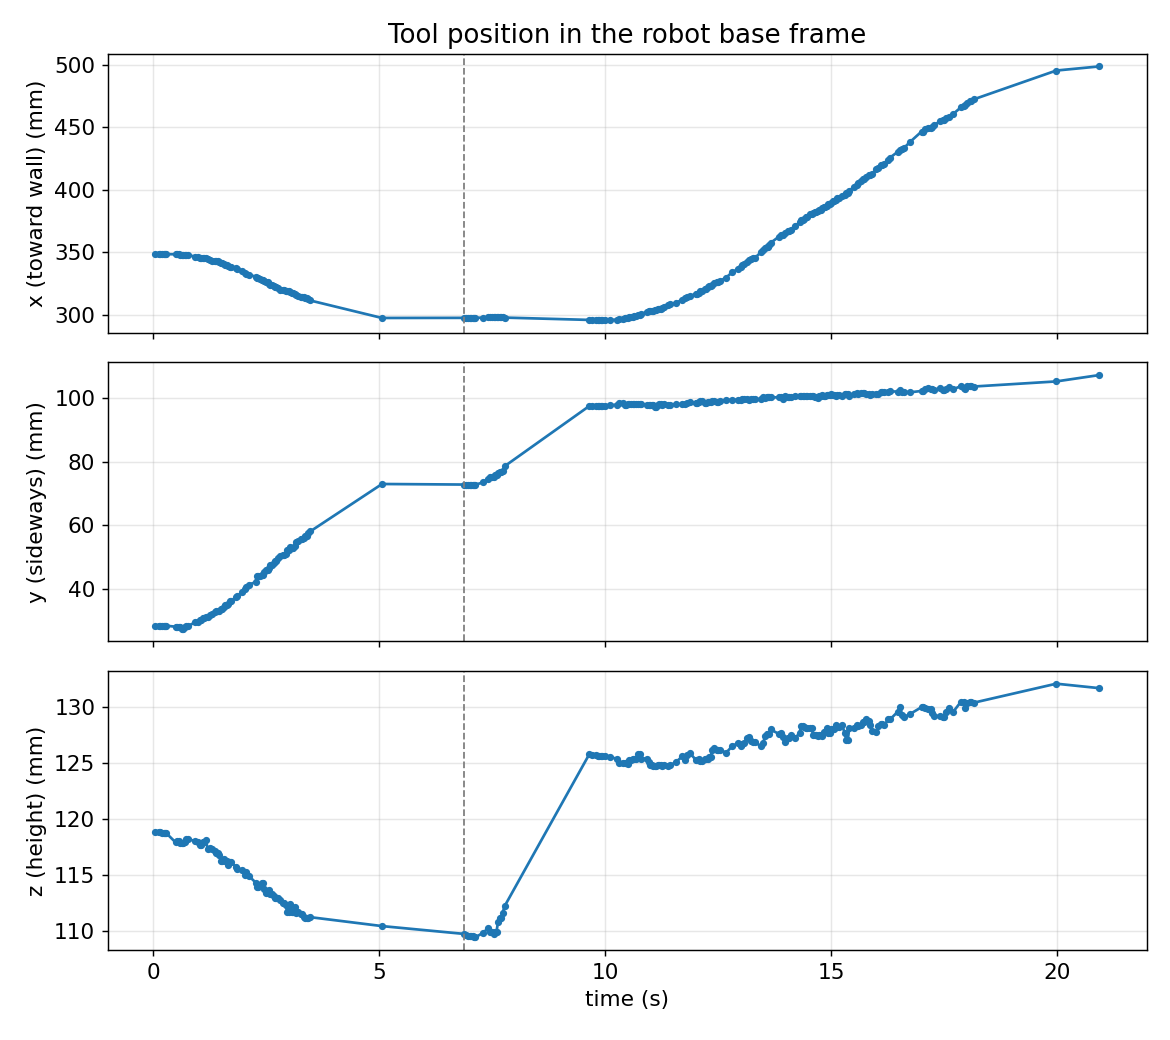 Tool position in the robot base frame
x (toward wall) (mm)
500
450
400
350
300
y (sideways) (mm)
100
80
60
40
z (height) (mm)
130
125
120
115
110
0 5 10 15 20
time (s)